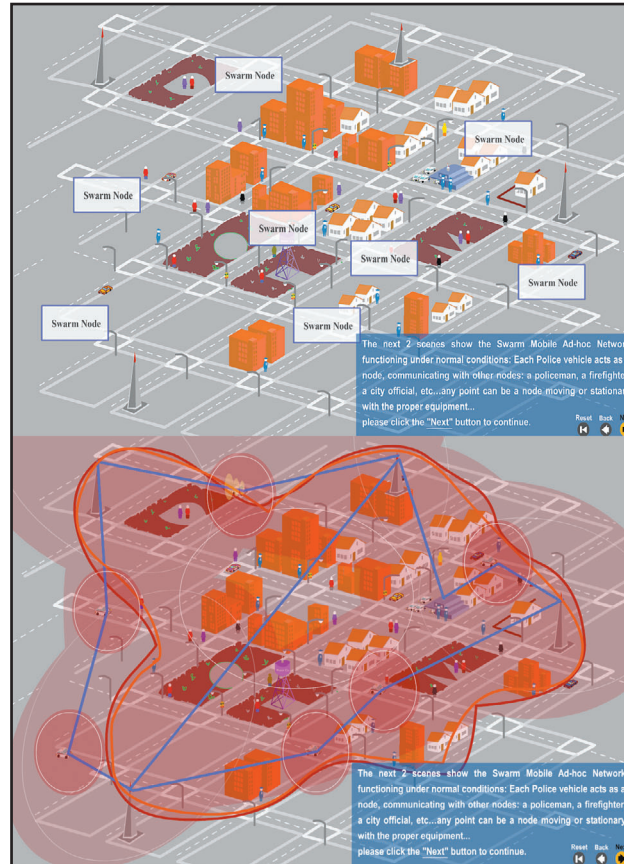 Swarm Node
Swarm Node
Swarm Node
Swarm Node
Swarm Node
Swarm Node
Swarm Node
Swarm Node
The next 2 scenes show the Swarm Mobile Ad-hoc Network
functioning under normal conditions: Each Police vehicle acts as
node, communicating with other nodes: a policeman, a firefighte
a city official, etc...any point can be a node moving or stationar
with the proper equipment...
please click the "Next" button to continue.
Reset Back Ne
The next 2 scenes show the Swarm Mobile Ad-hoc Network
functioning under normal conditions: Each Police vehicle acts as a
node, communicating with other nodes: a policeman, a firefighter
a city official, etc...any point can be a node moving or stationary
with the proper equipment...
please click the "Next" button to continue.
Reset Back Ne